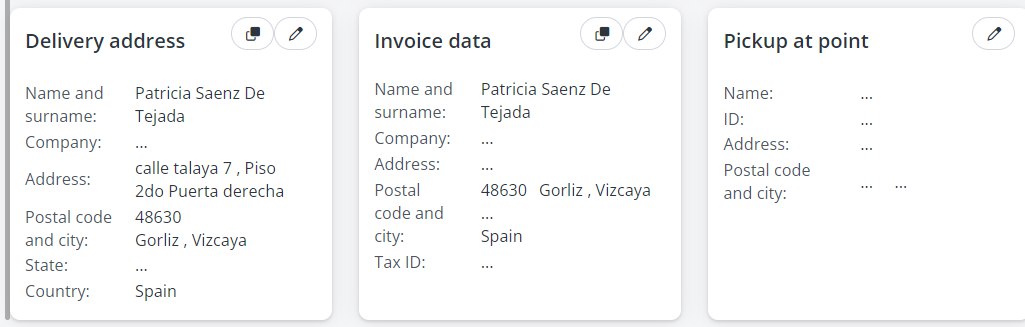 Delivery address
Name and surname: Patricia Saenz De Tejada
Company: ...
Address: calle talaya 7 , Piso 2do Puerta derecha
Postal code and city: 48630 Gorliz , Vizcaya
State: ...
Country: Spain
Invoice data
Name and surname: Patricia Saenz De Tejada
Company: ...
Address: ...
Postal code and city: 48630 Gorliz , Vizcaya ... Spain
Tax ID: ...
Pickup at point
Name: ...
ID: ...
Address: ...
Postal code and city: ... ...